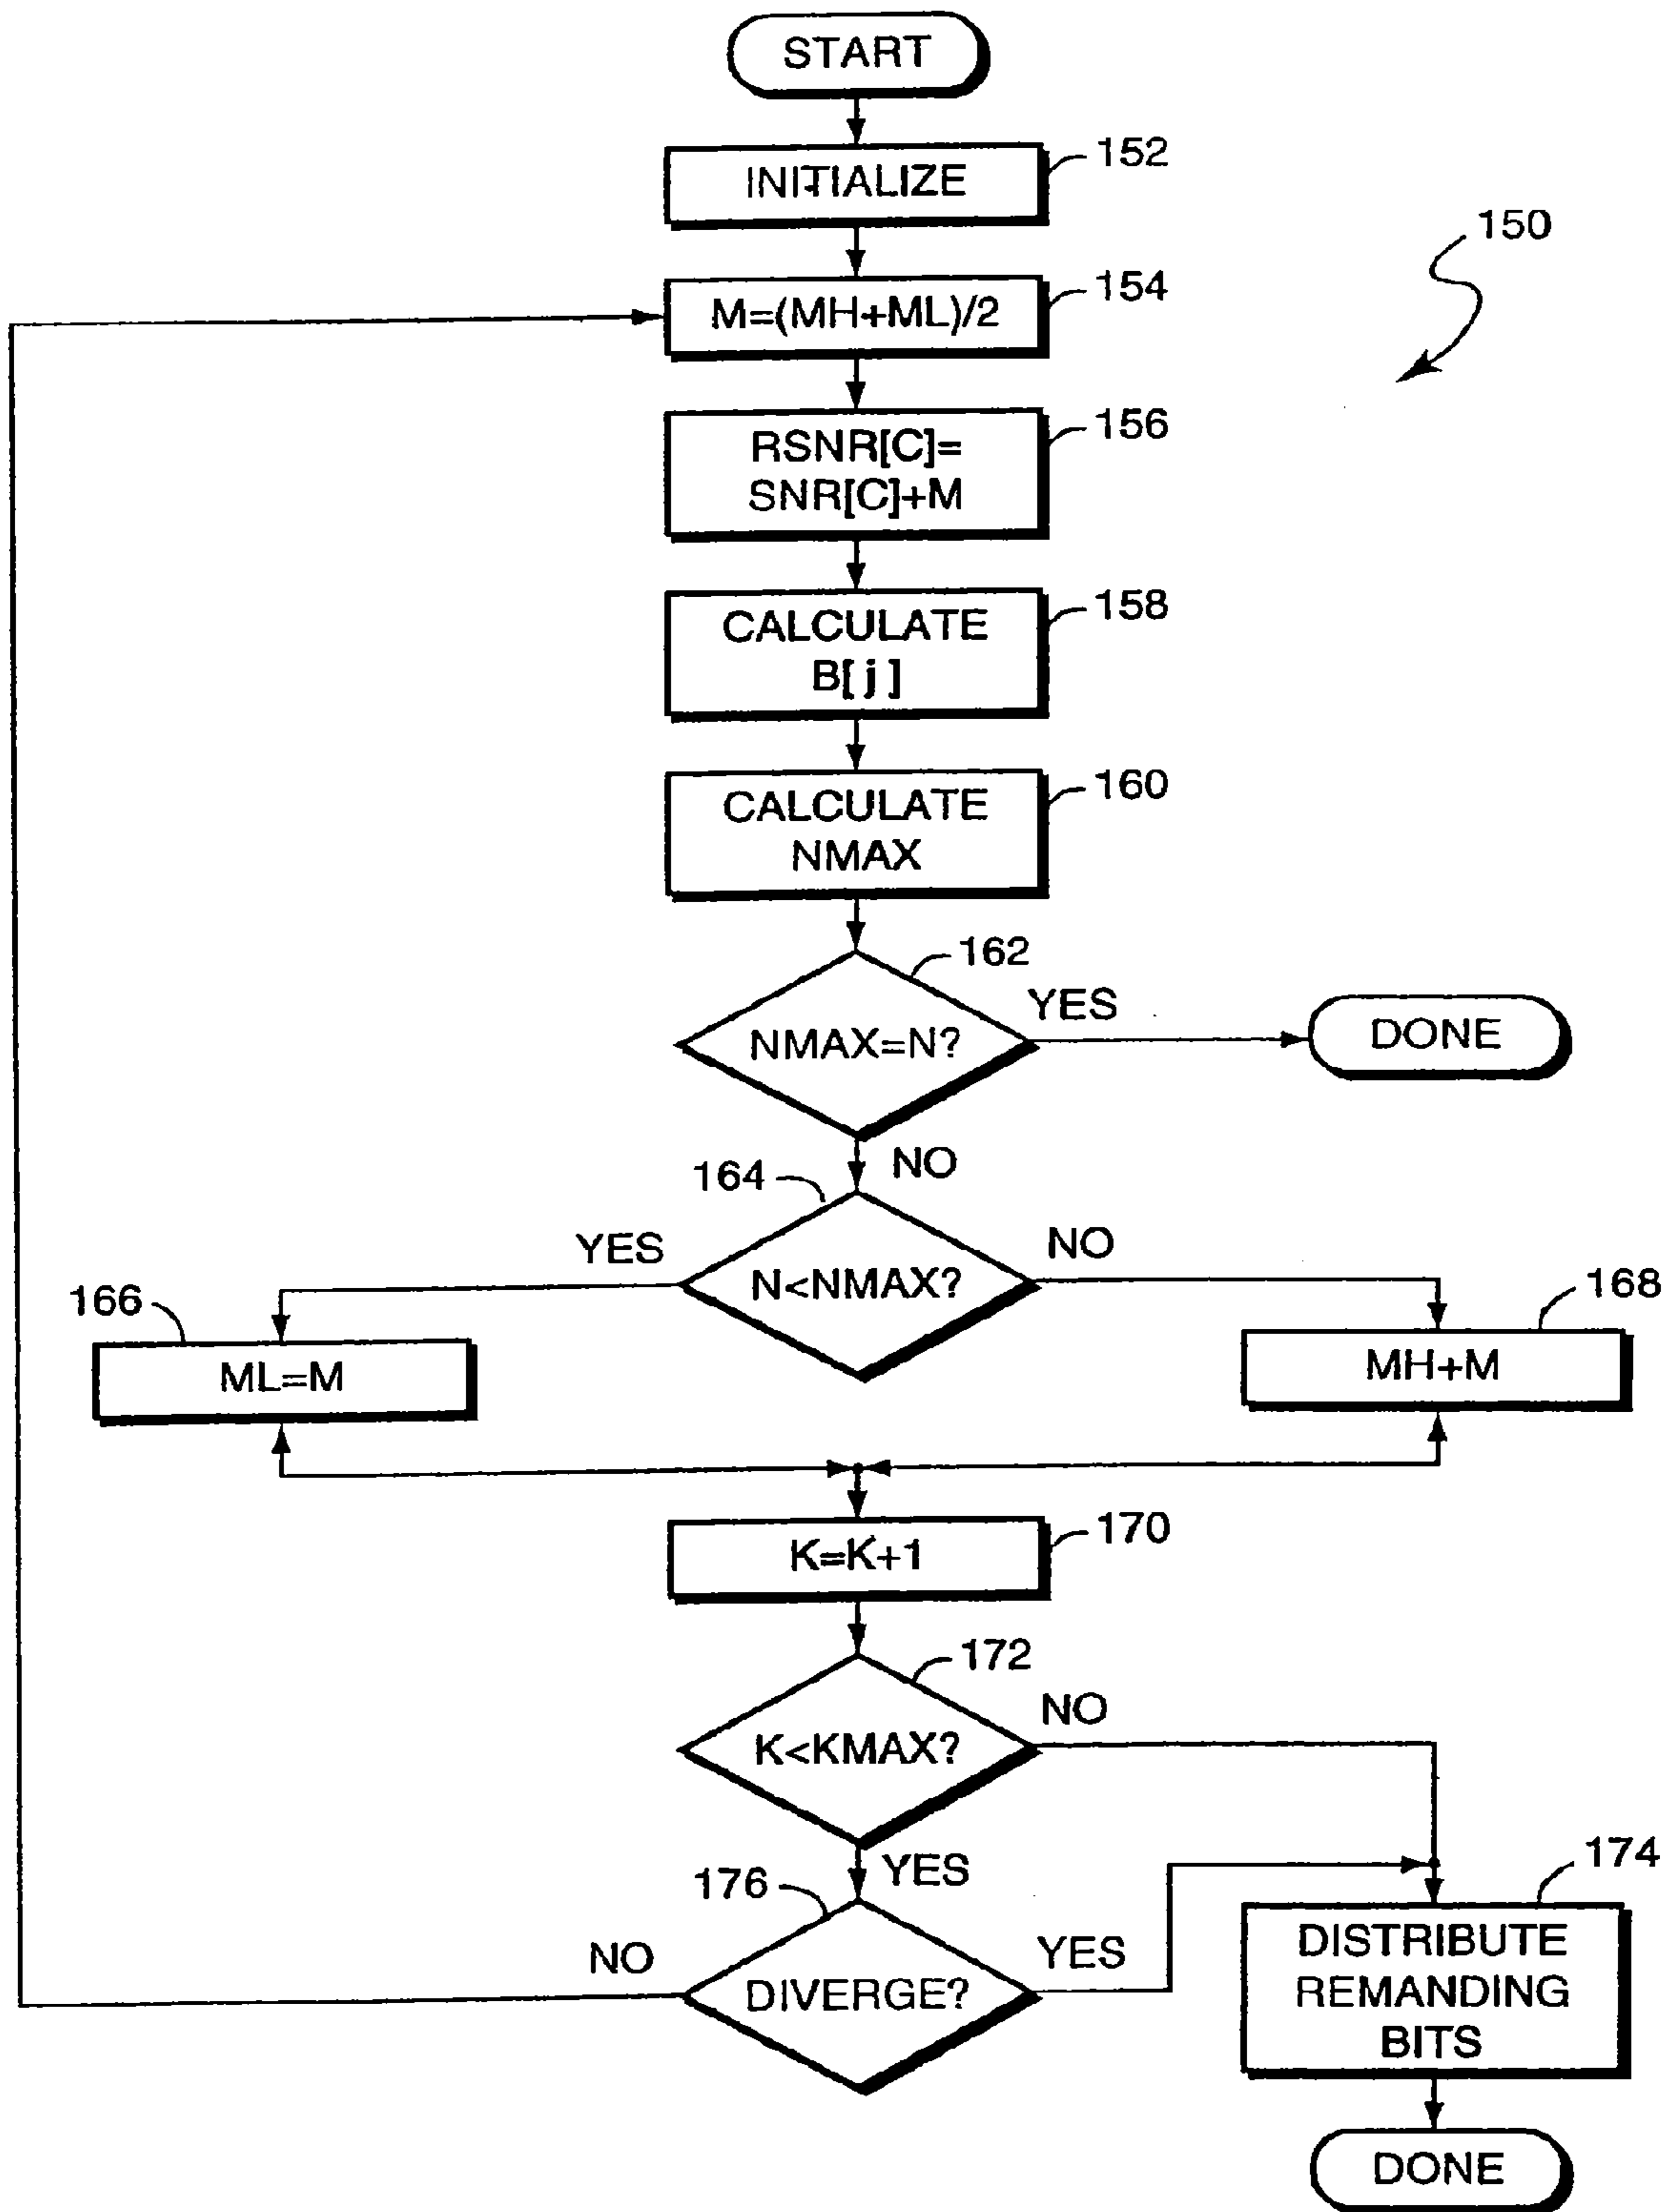 START
INITIALIZE
152
150
M=(MH+ML)/2
154
RSNR[C]=
SNR[C]+M
156
CALCULATE
B[j]
158
CALCULATE
NMAX
160
162
NMAX=N?
YES
DONE
NO
164
N<NMAX?
YES
NO
166
ML=M
168
MH+M
K=K+1
170
172
K<KMAX?
NO
YES
176
DIVERGE?
NO
YES
174
DISTRIBUTE
REMANDING
BITS
DONE